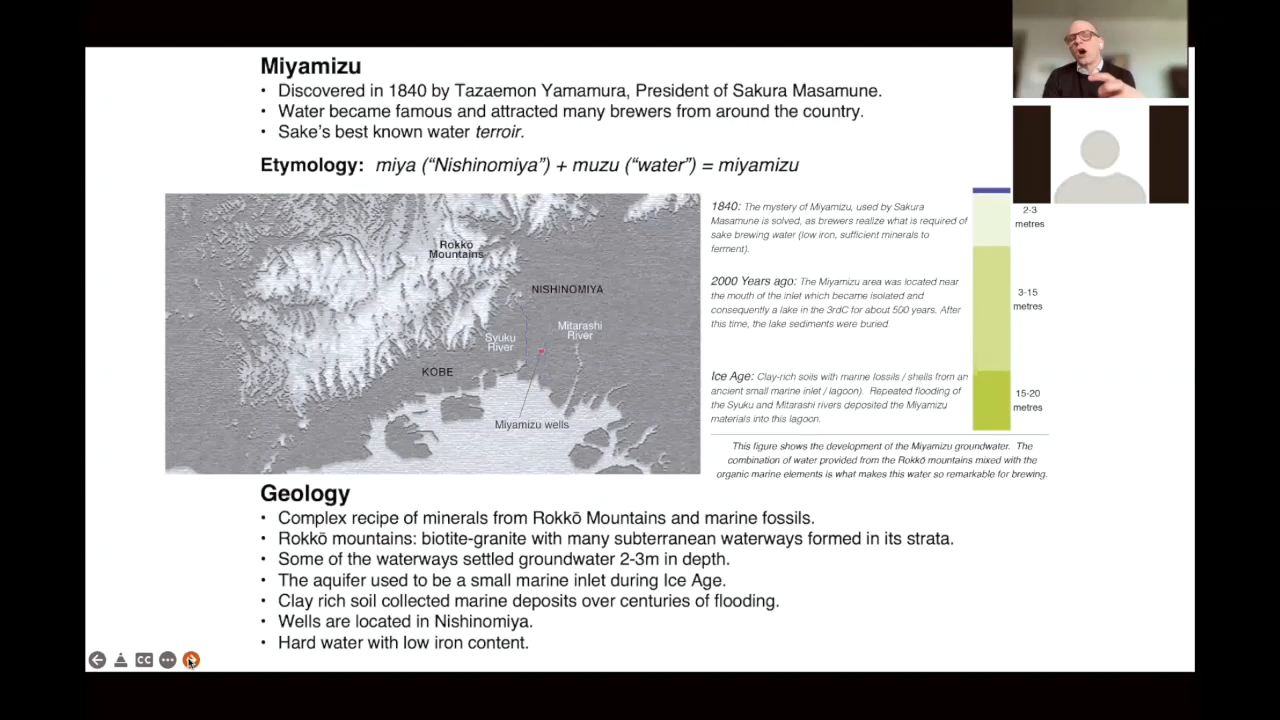 Miyamizu
• Discovered in 1840 by Tazaemon Yamamura, President of Sakura Masamune.
• Water became famous and attracted many brewers from around the country.
• Sake's best known water terroir.
Etymology: miya (“Nishinomiya”) + muzu (“water”) = miyamizu
Rokkō
Mountains
NISHINOMIYA
Syuku
River
Mitarashi
River
KOBE
Miyamizu wells
1840: The mystery of Miyamizu, used by Sakura
Masamune is solved, as brewers realize what is required of
sake brewing water (low iron, sufficient minerals to
ferment).
2-3
metres
2000 Years ago: The Miyamizu area was located near
the mouth of the inlet which became isolated and
consequently a lake in the 3rdC for about 500 years. After
this time, the lake sediments were buried
3-15
metres
Ice Age: Clay-rich soils with marine fossils / shells from an
ancient small marine inlet / lagoon). Repeated flooding of
the Syuku and Mitarashi rivers deposited the Miyamizu
materials into this lagoon.
15-20
metres
This figure shows the development of the Miyamizu groundwater. The
combination of water provided from the Rokkō mountains mixed with the
organic marine elements is what makes this water so remarkable for brewing.
Geology
• Complex recipe of minerals from Rokkō Mountains and marine fossils.
• Rokkō mountains: biotite-granite with many subterranean waterways formed in its strata.
• Some of the waterways settled groundwater 2-3m in depth.
• The aquifer used to be a small marine inlet during Ice Age.
• Clay rich soil collected marine deposits over centuries of flooding.
• Wells are located in Nishinomiya.
• Hard water with low iron content.
CC